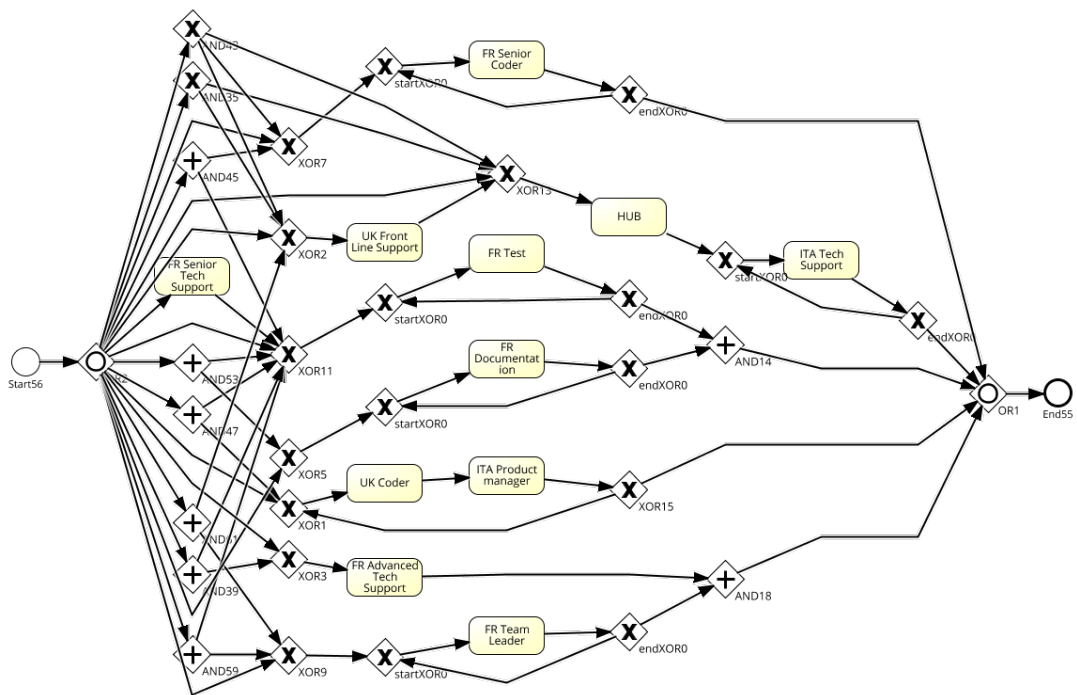 AND43
FR Senior
Coder
startXOR0
AND35
endXOR0
XOR7
AND45
XOR13
HUB
UK Front
Line Support
XOR2
FR Test
ITA Tech
Support
startXOR0
FR Senior
Tech
Support
startXOR0
endXOR0
endXOR0
Start56
XOR11
FR
Documentat
ion
AND14
AND53
endXOR0
OR1
End55
startXOR0
AND47
XOR5
UK Coder
ITA Product
manager
XOR1
XOR15
AND61
XOR3
FR Advanced
Tech
Support
AND39
AND18
FR Team
Leader
endXOR0
AND59
XOR9
startXOR0